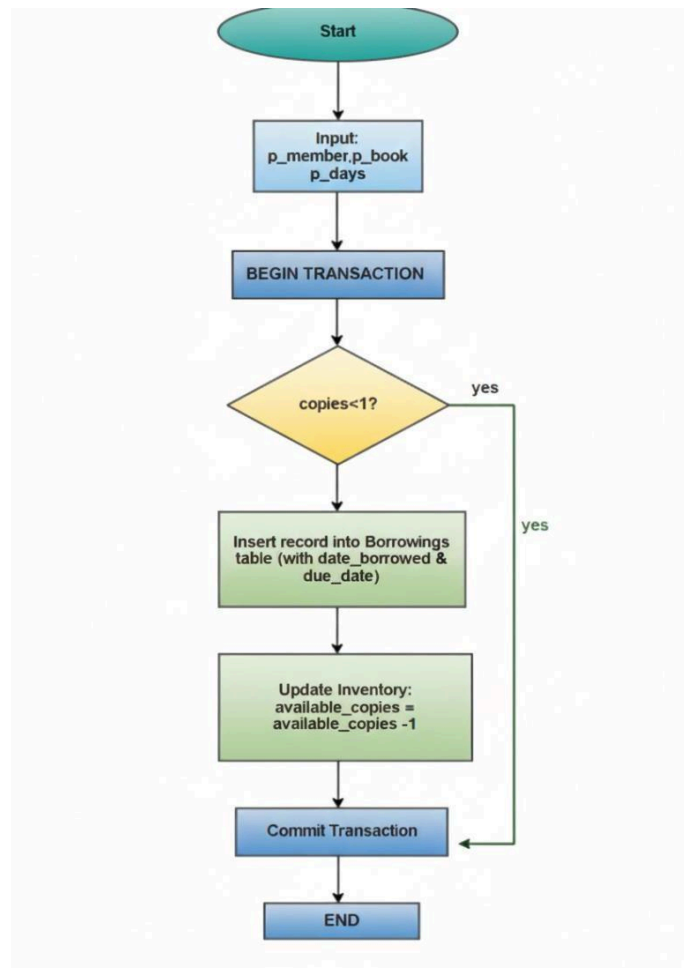 Start
Input:
p_member,p_book
p_days
BEGIN TRANSACTION
copies<1?
yes
Insert record into Borrowings
table (with date_borrowed &
due_date)
yes
Update Inventory:
available_copies =
available_copies -1
Commit Transaction
END